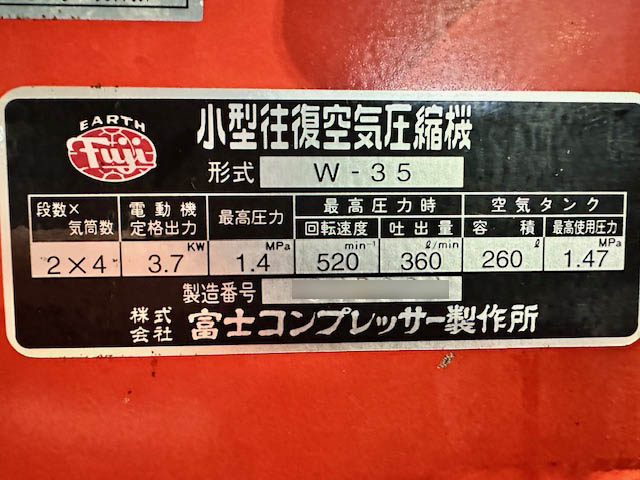 EARTH
Fuji
小型往復空気圧縮機
形式 W-35
段数×気筒数 電動機定格出力 最高圧力 最高圧力時 空気タンク
回転速度 吐出量 容積 最高使用圧力
2×4 3.7 KW 1.4 MPa 520 min⁻¹ 360 ℓ/min 260 ℓ 1.47 MPa
製造番号
株式会社 富士コンプレッサー製作所